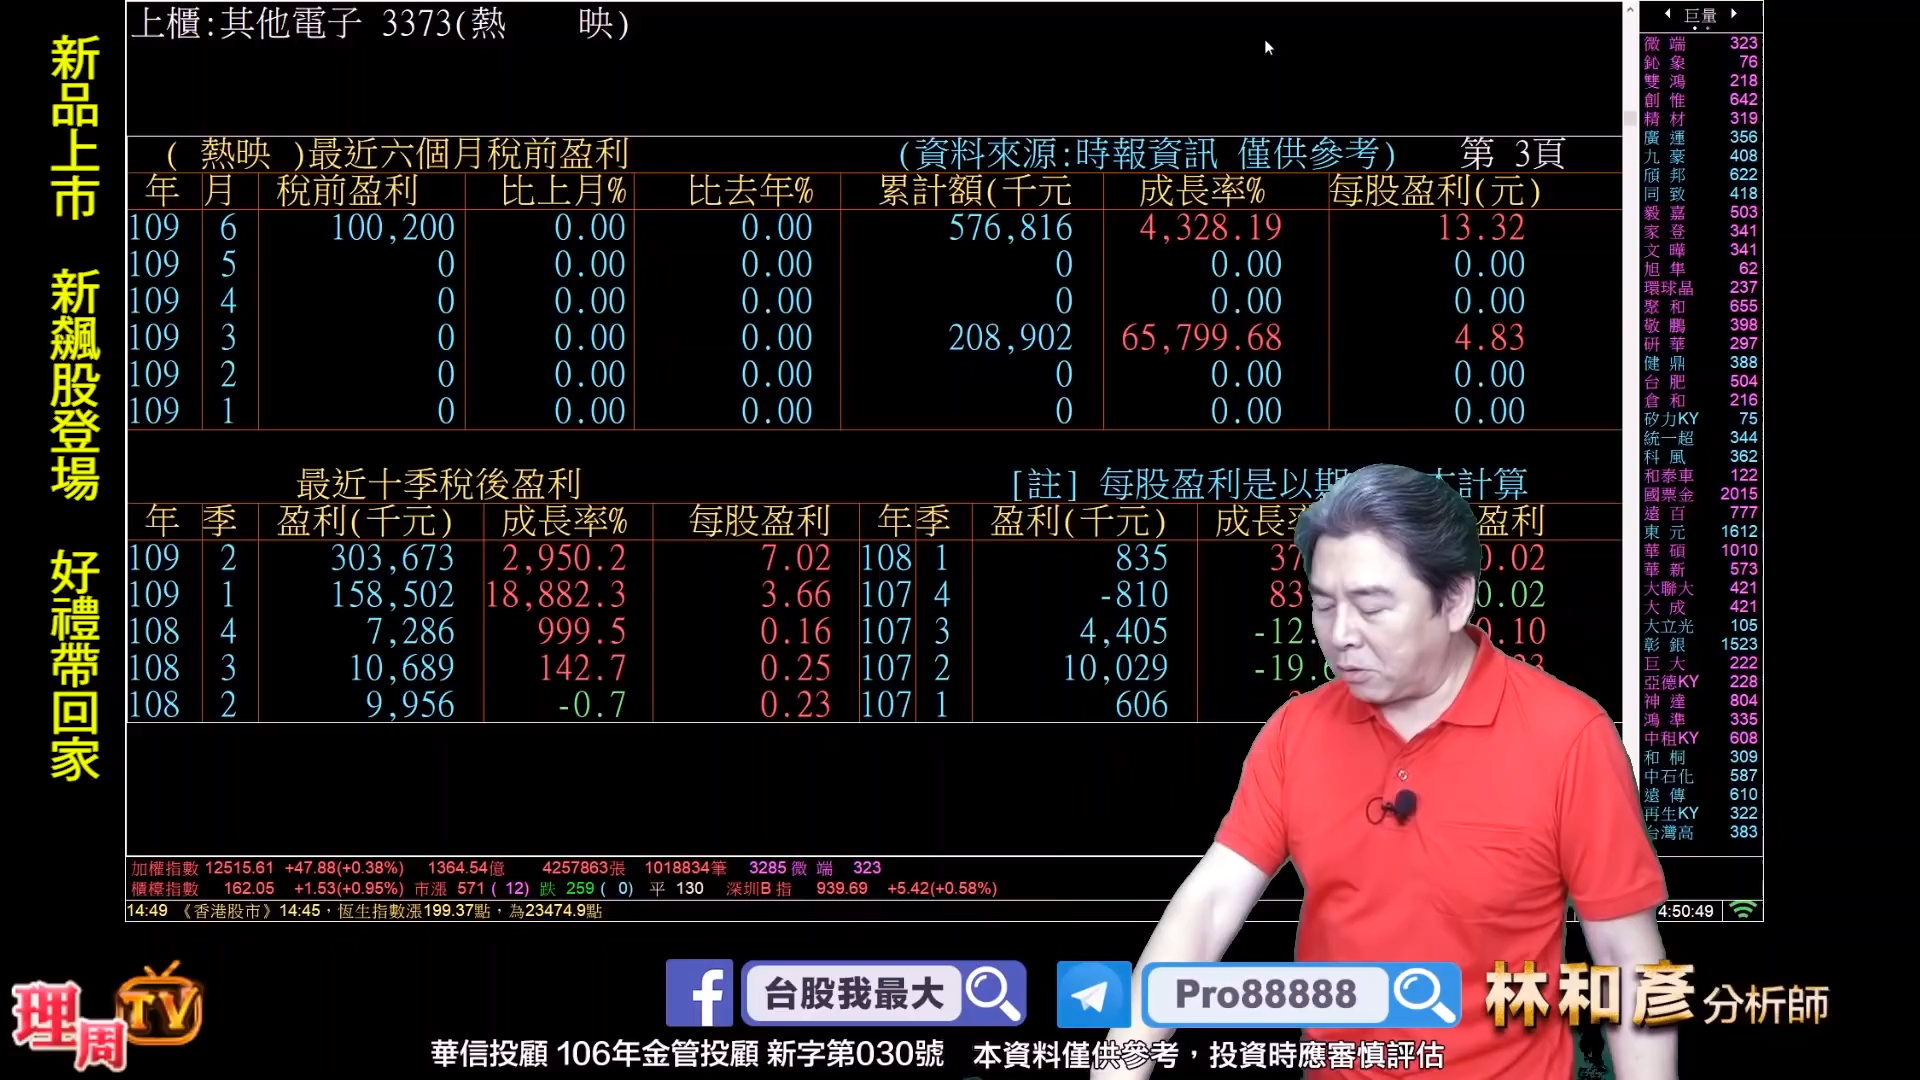 新品上市 新飆股登場 好禮帶回家
上櫃:其他電子 3373(熱 映)
( 熱映 )最近六個月稅前盈利 (資料來源:時報資訊 僅供參考) 第 3頁
年 月 稅前盈利 比上月% 比去年% 累計額(千元 成長率% 每股盈利(元)
109 6 100,200 0.00 0.00 576,816 4,328.19 13.32
109 5 0 0.00 0.00 0 0.00 0.00
109 4 0 0.00 0.00 0 0.00 0.00
109 3 0 0.00 0.00 208,902 65,799.68 4.83
109 2 0 0.00 0.00 0 0.00 0.00
109 1 0 0.00 0.00 0 0.00 0.00
最近十季稅後盈利 [註] 每股盈利是以 計算
年 季 盈利(千元) 成長率% 每股盈利 年 季 盈利(千元) 成長 盈利
109 2 303,673 2,950.2 7.02 108 1 835 37 0.02
109 1 158,502 18,882.3 3.66 107 4 -810 83 0.02
108 4 7,286 999.5 0.16 107 3 4,405 -12. 0.10
108 3 10,689 142.7 0.25 107 2 10,029 -19.
108 2 9,956 -0.7 0.23 107 1 606
巨量
微端 323
鈊象 76
雙鴻 218
創惟 642
精材 319
廣運 356
九豪 408
頎邦 622
同致 418
毅嘉 503
家登 341
文曄 341
旭隼 62
環球晶 237
聚和 655
敬鵬 398
研華 297
健鼎 388
台肥 504
倉和 216
矽力KY 75
統一超 344
科風 362
和泰車 122
國票金 2015
遠百 777
東元 1612
華碩 1010
華新 573
大聯大 421
大成 421
大立光 105
彰銀 1523
巨大 222
亞德KY 228
神達 804
鴻準 335
中租KY 608
和桐 309
中石化 587
遠傳 610
再生KY 322
台灣高 383
加權指數 12515.61 +47.88(+0.38%) 1364.54億 4257863張 1018834筆 3285 微端 323
櫃檯指數 162.05 +1.53(+0.95%) 市漲 571 ( 12) 跌 259 ( 0) 平 130 深圳B指 939.69 +5.42(+0.58%)
14:49 《香港股市》14:45，恆生指數漲199.37點，為23474.9點
4:50:49
理周TV
台股我最大
Pro88888
林和彥分析師
華信投顧 106年金管投顧 新字第030號 本資料僅供參考，投資時應審慎評估